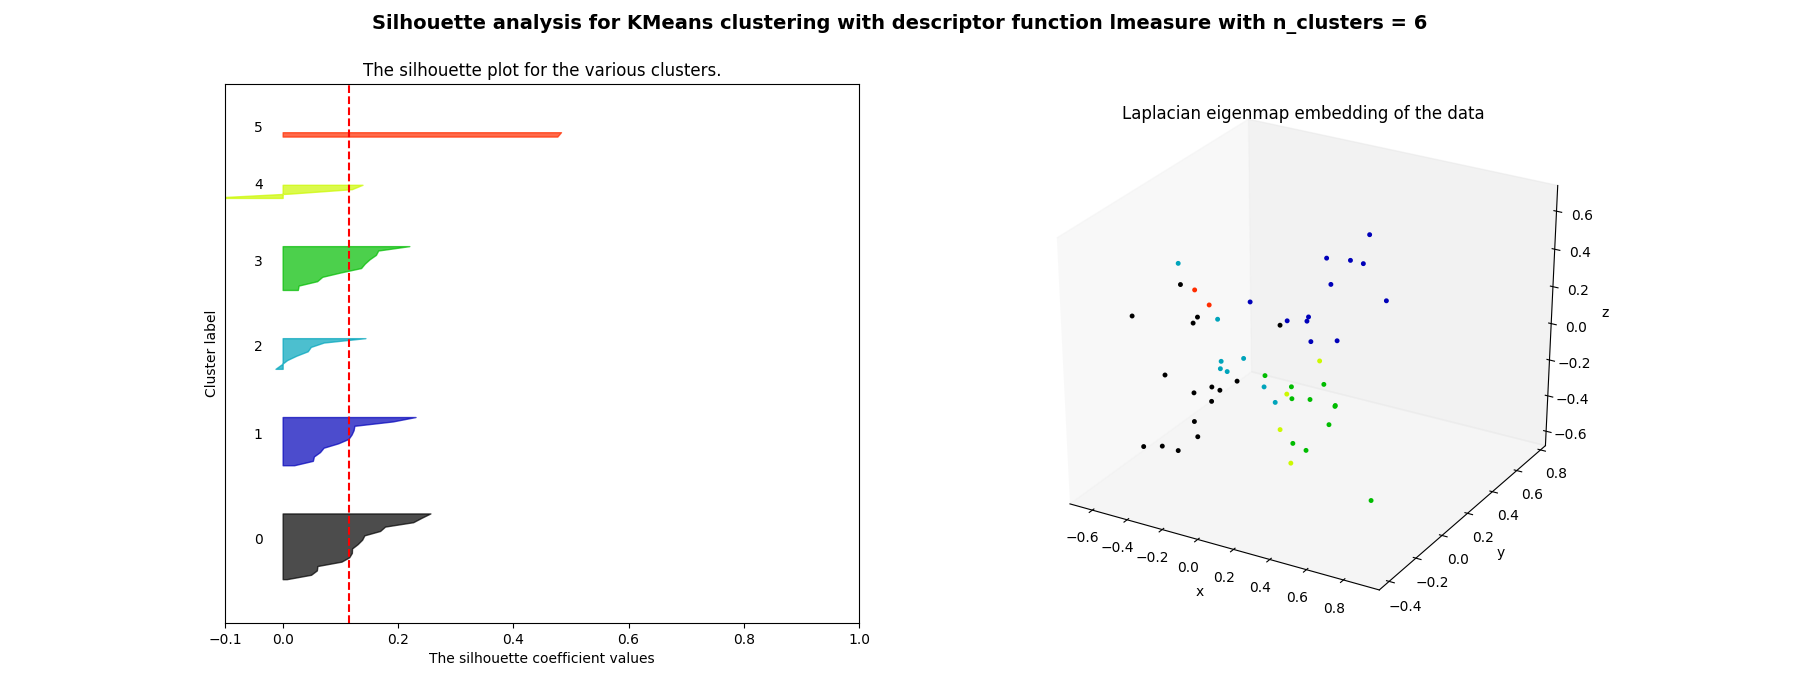 Silhouette analysis for KMeans clustering with descriptor function lmeasure with n_clusters = 6
The silhouette plot for the various clusters.
5
4
3
2
1
0
Cluster label
−0.1 0.0 0.2 0.4 0.6 0.8 1.0
The silhouette coefficient values
Laplacian eigenmap embedding of the data
0.6
0.4
0.2
0.0
−0.2
−0.4
−0.6
z
0.8
0.6
0.4
0.2
0.0
−0.2
−0.4
y
−0.6 −0.4 −0.2 0.0 0.2 0.4 0.6 0.8
x